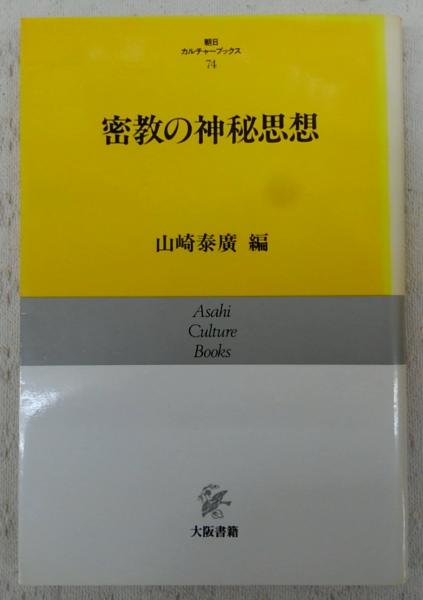 朝日
カルチャーブックス
74
密教の神秘思想
山崎泰廣 編
Asahi
Culture
Books
大阪書籍